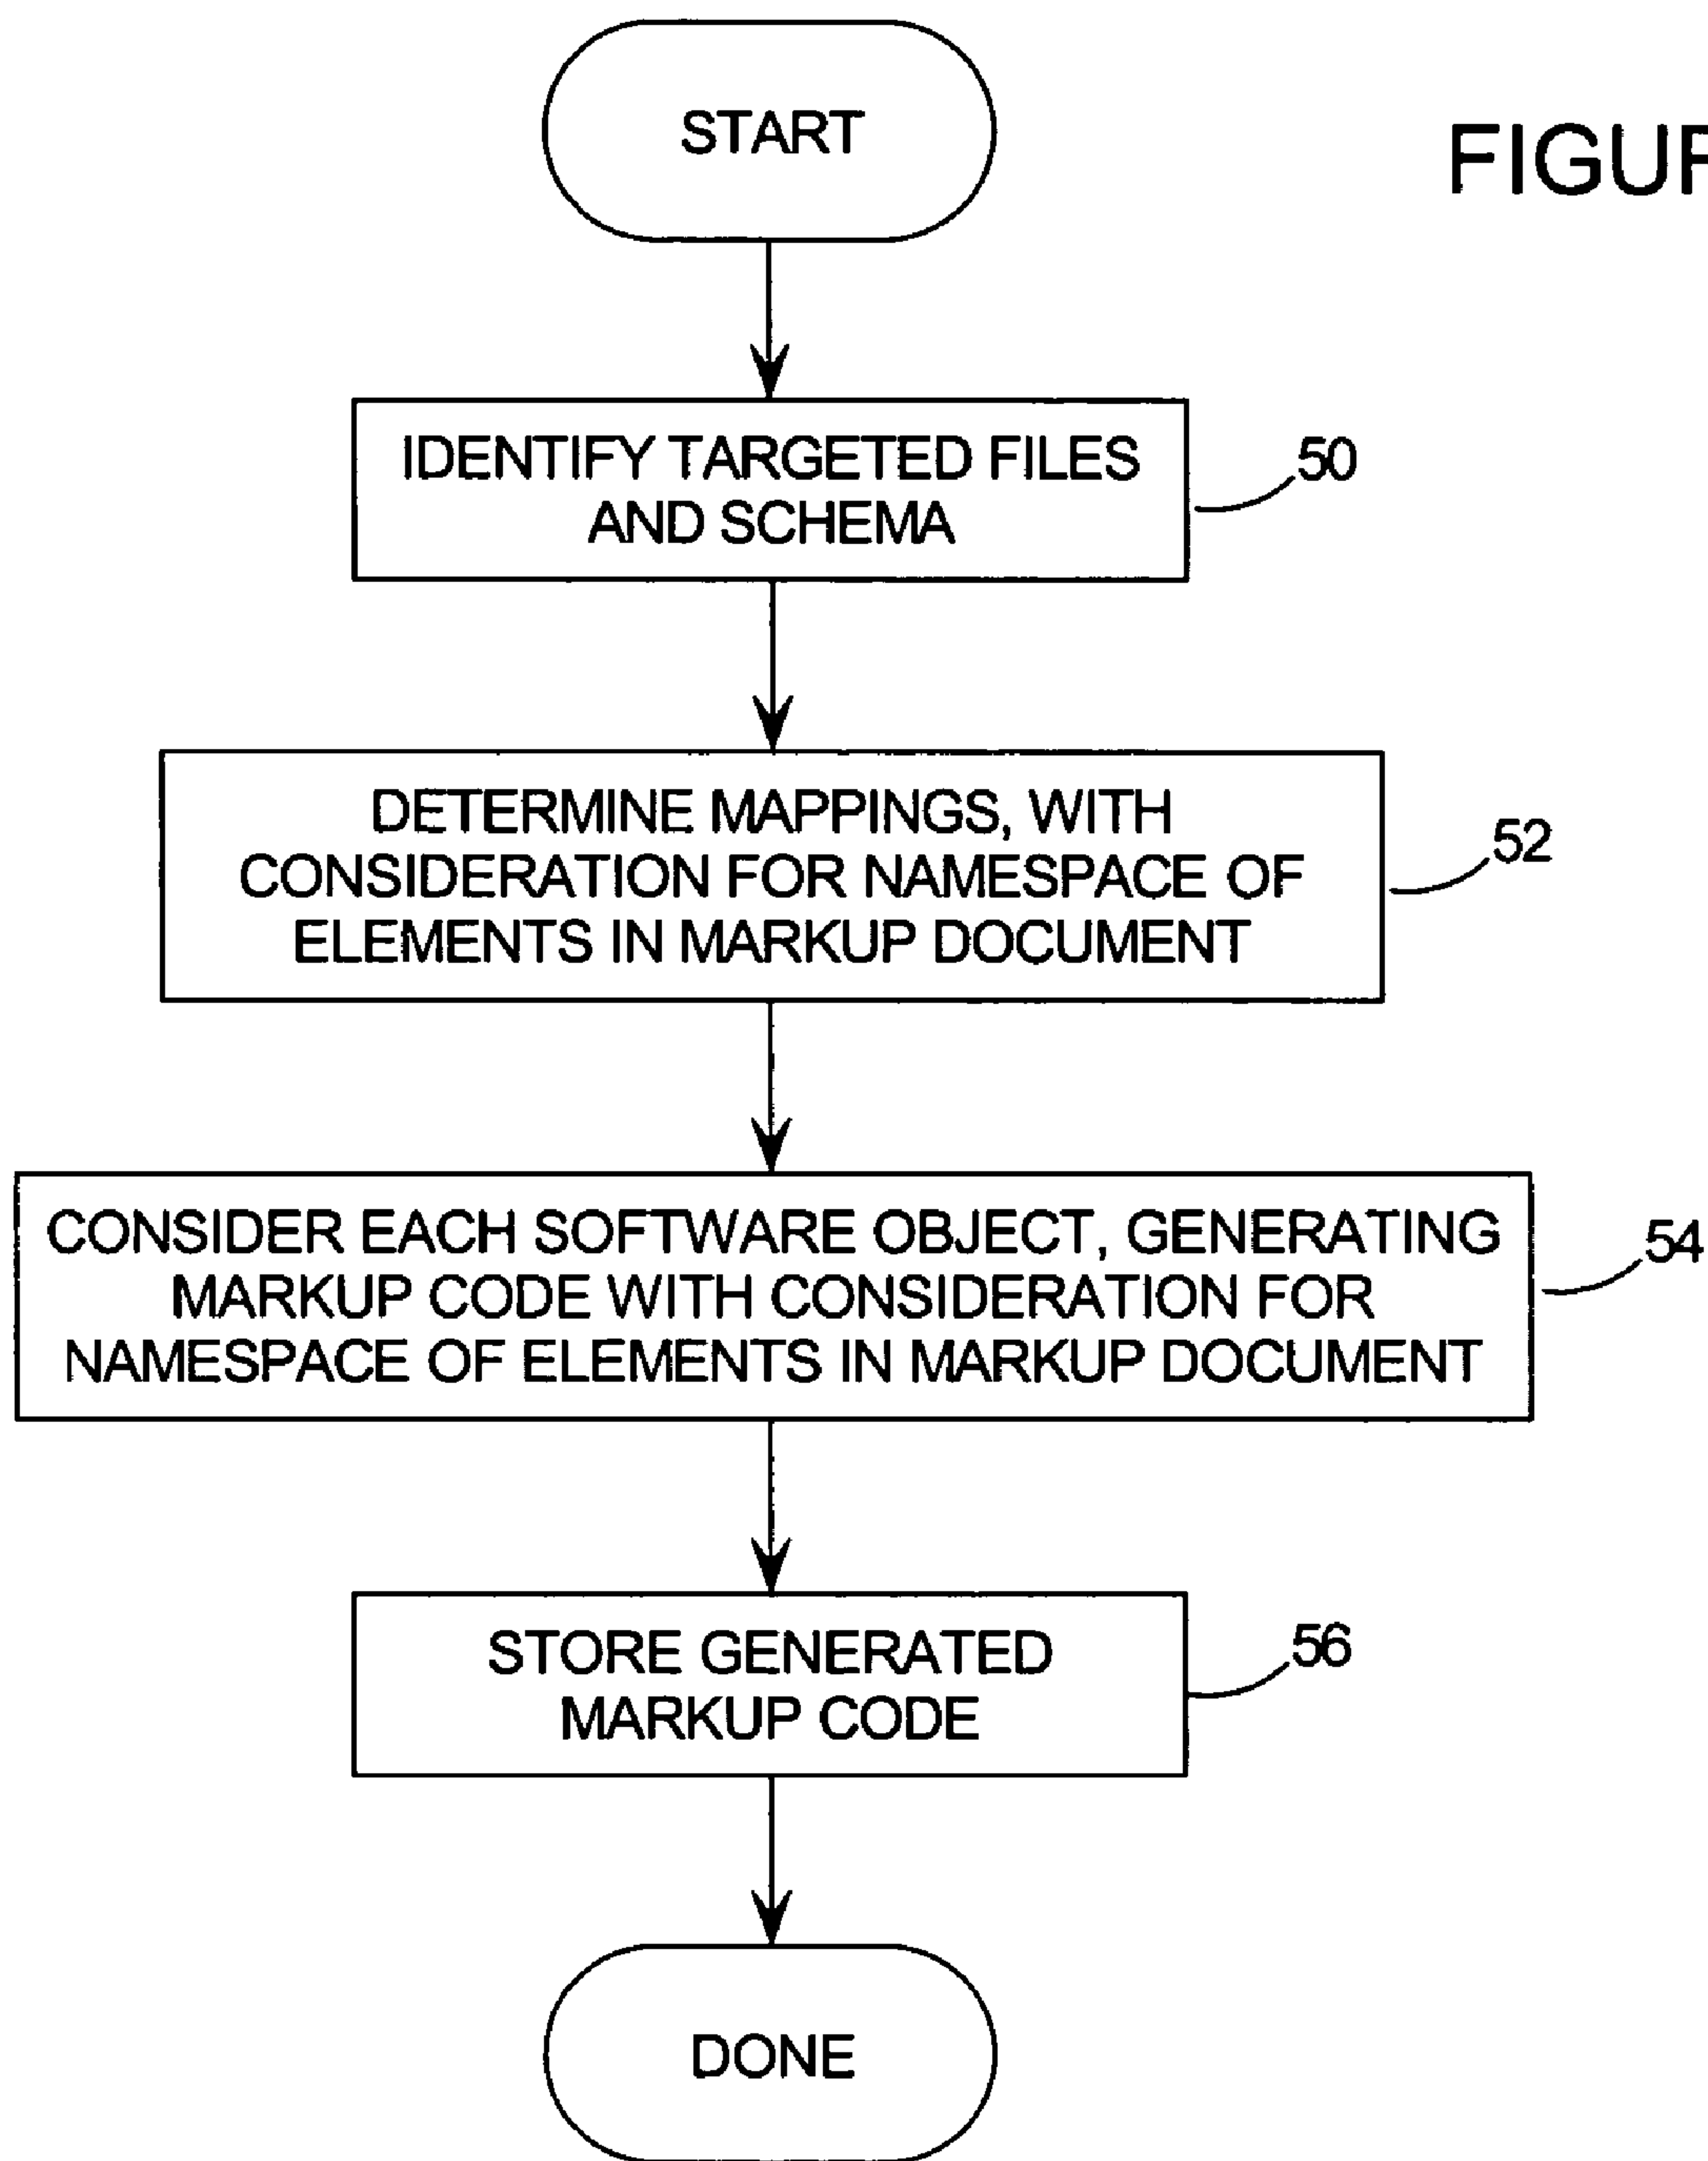 START
IDENTIFY TARGETED FILES
AND SCHEMA
50
DETERMINE MAPPINGS, WITH
CONSIDERATION FOR NAMESPACE OF
ELEMENTS IN MARKUP DOCUMENT
52
CONSIDER EACH SOFTWARE OBJECT, GENERATING
MARKUP CODE WITH CONSIDERATION FOR
NAMESPACE OF ELEMENTS IN MARKUP DOCUMENT
54
STORE GENERATED
MARKUP CODE
56
DONE